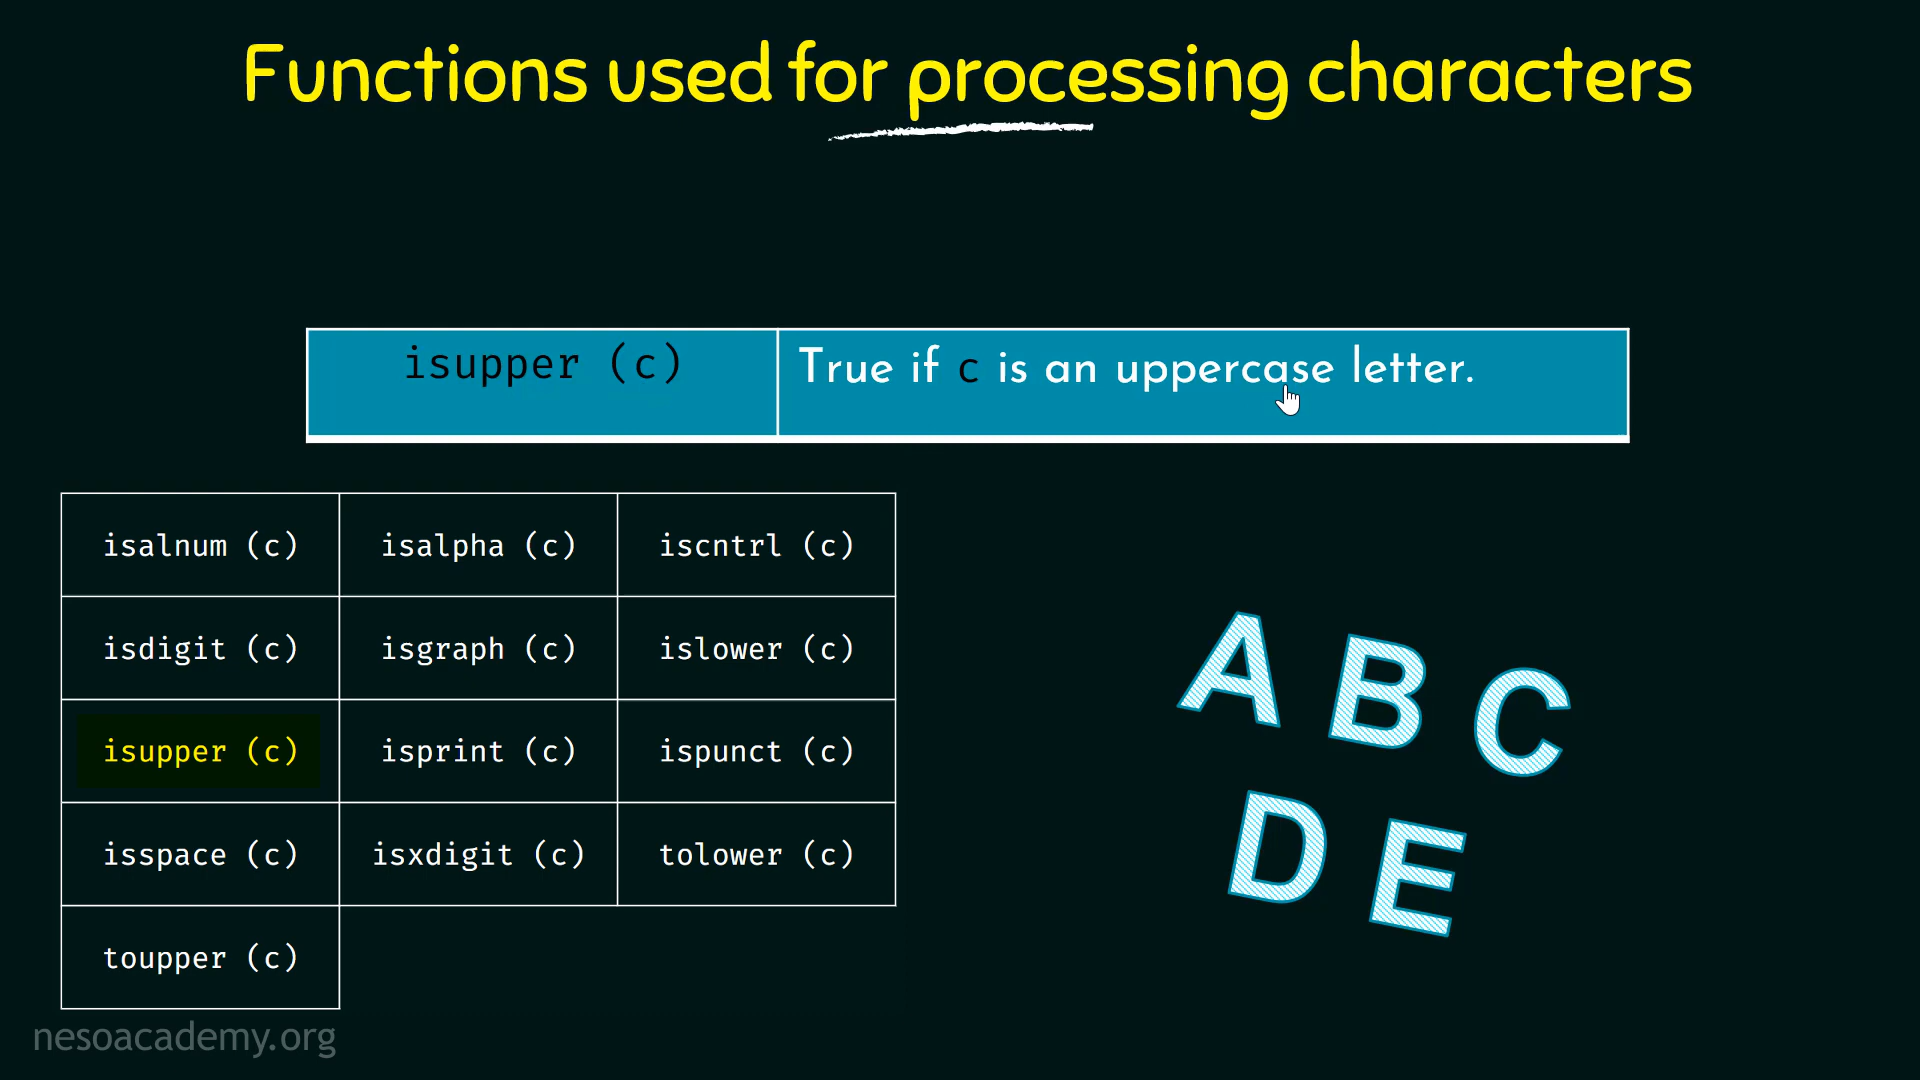 Functions used for processing characters
isupper (c) True if c is an uppercase letter.
isalnum (c) isalpha (c) iscntrl (c)
isdigit (c) isgraph (c) islower (c)
isupper (c) isprint (c) ispunct (c)
isspace (c) isxdigit (c) tolower (c)
toupper (c)
A B C
D E
nesoacademy.org